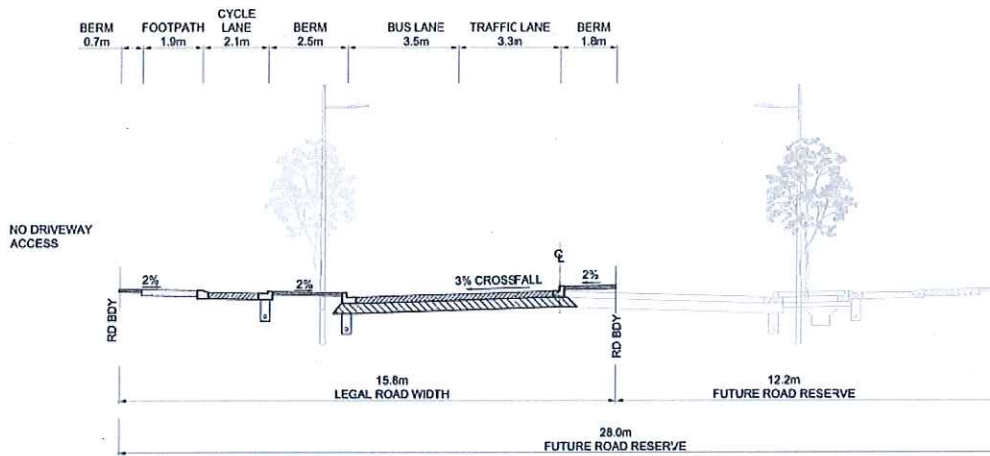 BERM
0.7m
FOOTPATH
1.9m
CYCLE
LANE
2.1m
BERM
2.5m
BUS LANE
3.5m
TRAFFIC LANE
3.3m
BERM
1.8m
NO DRIVEWAY
ACCESS
2%
2%
3% CROSSFALL
℄
2%
RD BDY
RD BDY
15.8m
LEGAL ROAD WIDTH
12.2m
FUTURE ROAD RESERVE
28.0m
FUTURE ROAD RESERVE